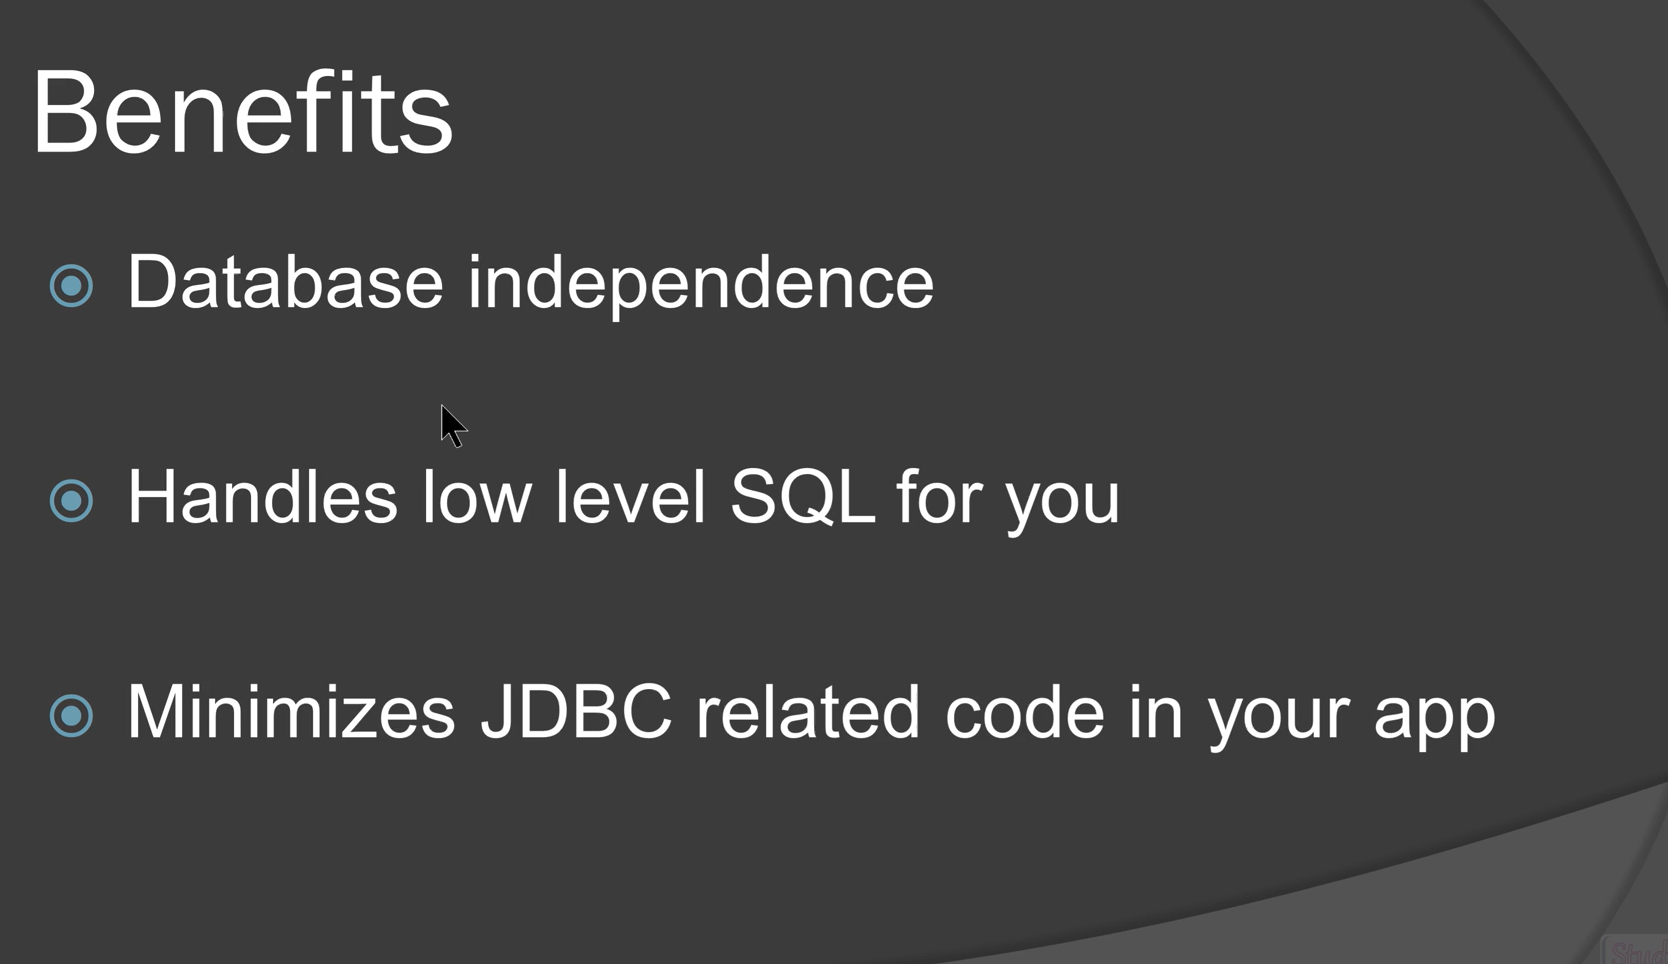 Benefits
Database independence
Handles low level SQL for you
Minimizes JDBC related code in your app